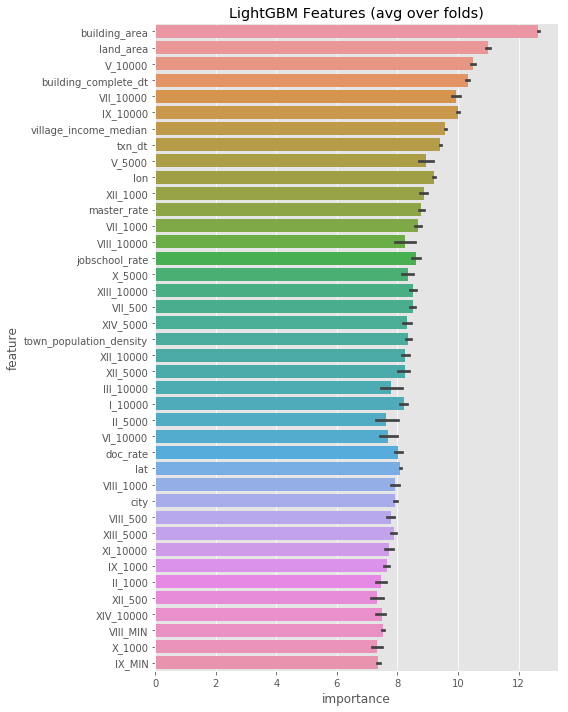 LightGBM Features (avg over folds)
building_area
land_area
V_10000
building_complete_dt
VII_10000
IX_10000
village_income_median
txn_dt
V_5000
lon
XII_1000
master_rate
VII_1000
VIII_10000
jobschool_rate
X_5000
XIII_10000
VII_500
XIV_5000
town_population_density
XII_10000
XII_5000
III_10000
I_10000
II_5000
VI_10000
doc_rate
lat
VIII_1000
city
VIII_500
XIII_5000
XI_10000
IX_1000
II_1000
XII_500
XIV_10000
VIII_MIN
X_1000
IX_MIN
feature
0 2 4 6 8 10 12
importance